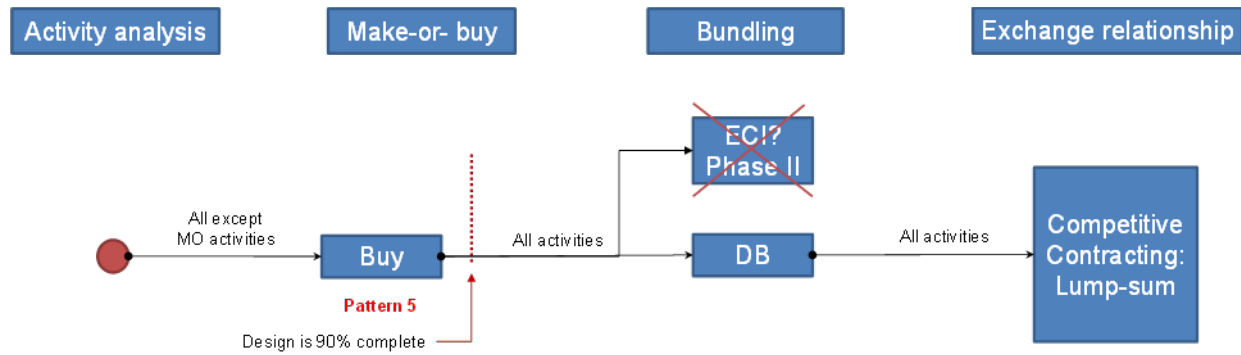 Activity analysis
Make-or- buy
Bundling
Exchange relationship
ECI?
Phase II
All except
MO activities
Buy
All activities
DB
All activities
Competitive
Contracting:
Lump-sum
Pattern 5
Design is 90% complete